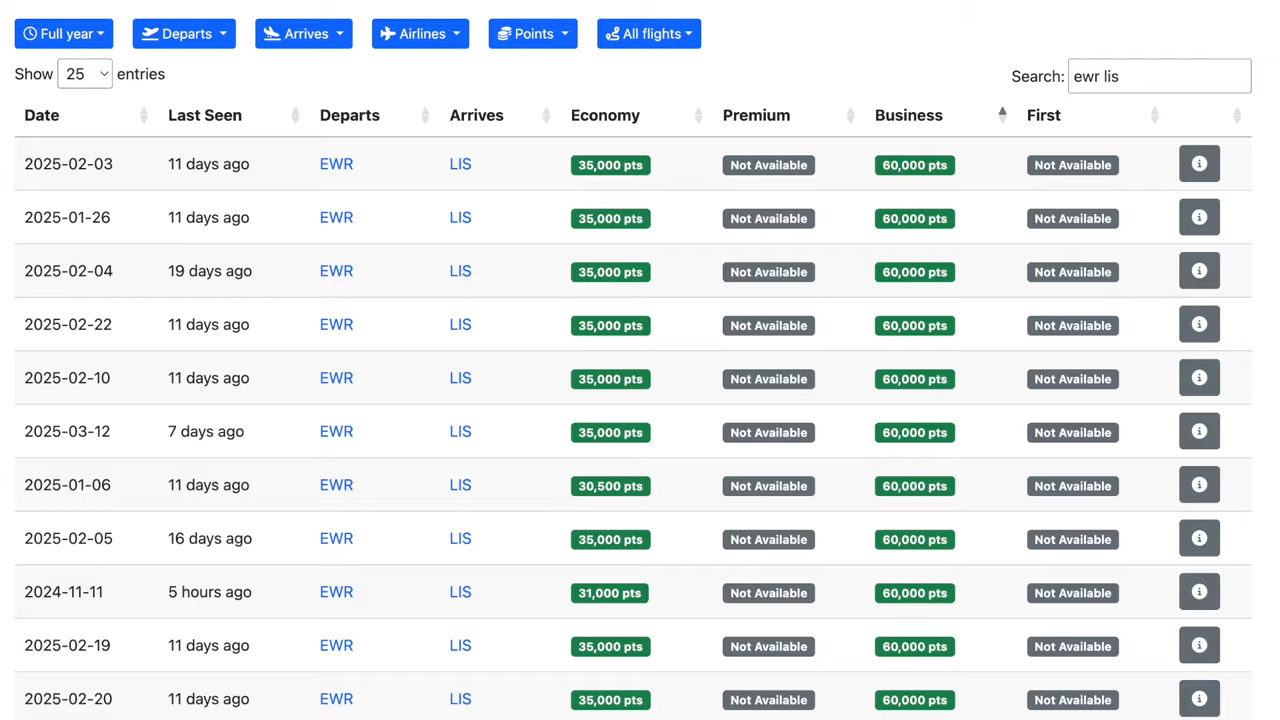 Full year Departs Arrives Airlines Points All flights
Show 25 entries Search: ewr lis
Date Last Seen Departs Arrives Economy Premium Business First
2025-02-03 11 days ago EWR LIS 35,000 pts Not Available 60,000 pts Not Available
2025-01-26 11 days ago EWR LIS 35,000 pts Not Available 60,000 pts Not Available
2025-02-04 19 days ago EWR LIS 35,000 pts Not Available 60,000 pts Not Available
2025-02-22 11 days ago EWR LIS 35,000 pts Not Available 60,000 pts Not Available
2025-02-10 11 days ago EWR LIS 35,000 pts Not Available 60,000 pts Not Available
2025-03-12 7 days ago EWR LIS 35,000 pts Not Available 60,000 pts Not Available
2025-01-06 11 days ago EWR LIS 30,500 pts Not Available 60,000 pts Not Available
2025-02-05 16 days ago EWR LIS 35,000 pts Not Available 60,000 pts Not Available
2024-11-11 5 hours ago EWR LIS 31,000 pts Not Available 60,000 pts Not Available
2025-02-19 11 days ago EWR LIS 35,000 pts Not Available 60,000 pts Not Available
2025-02-20 11 days ago EWR LIS 35,000 pts Not Available 60,000 pts Not Available